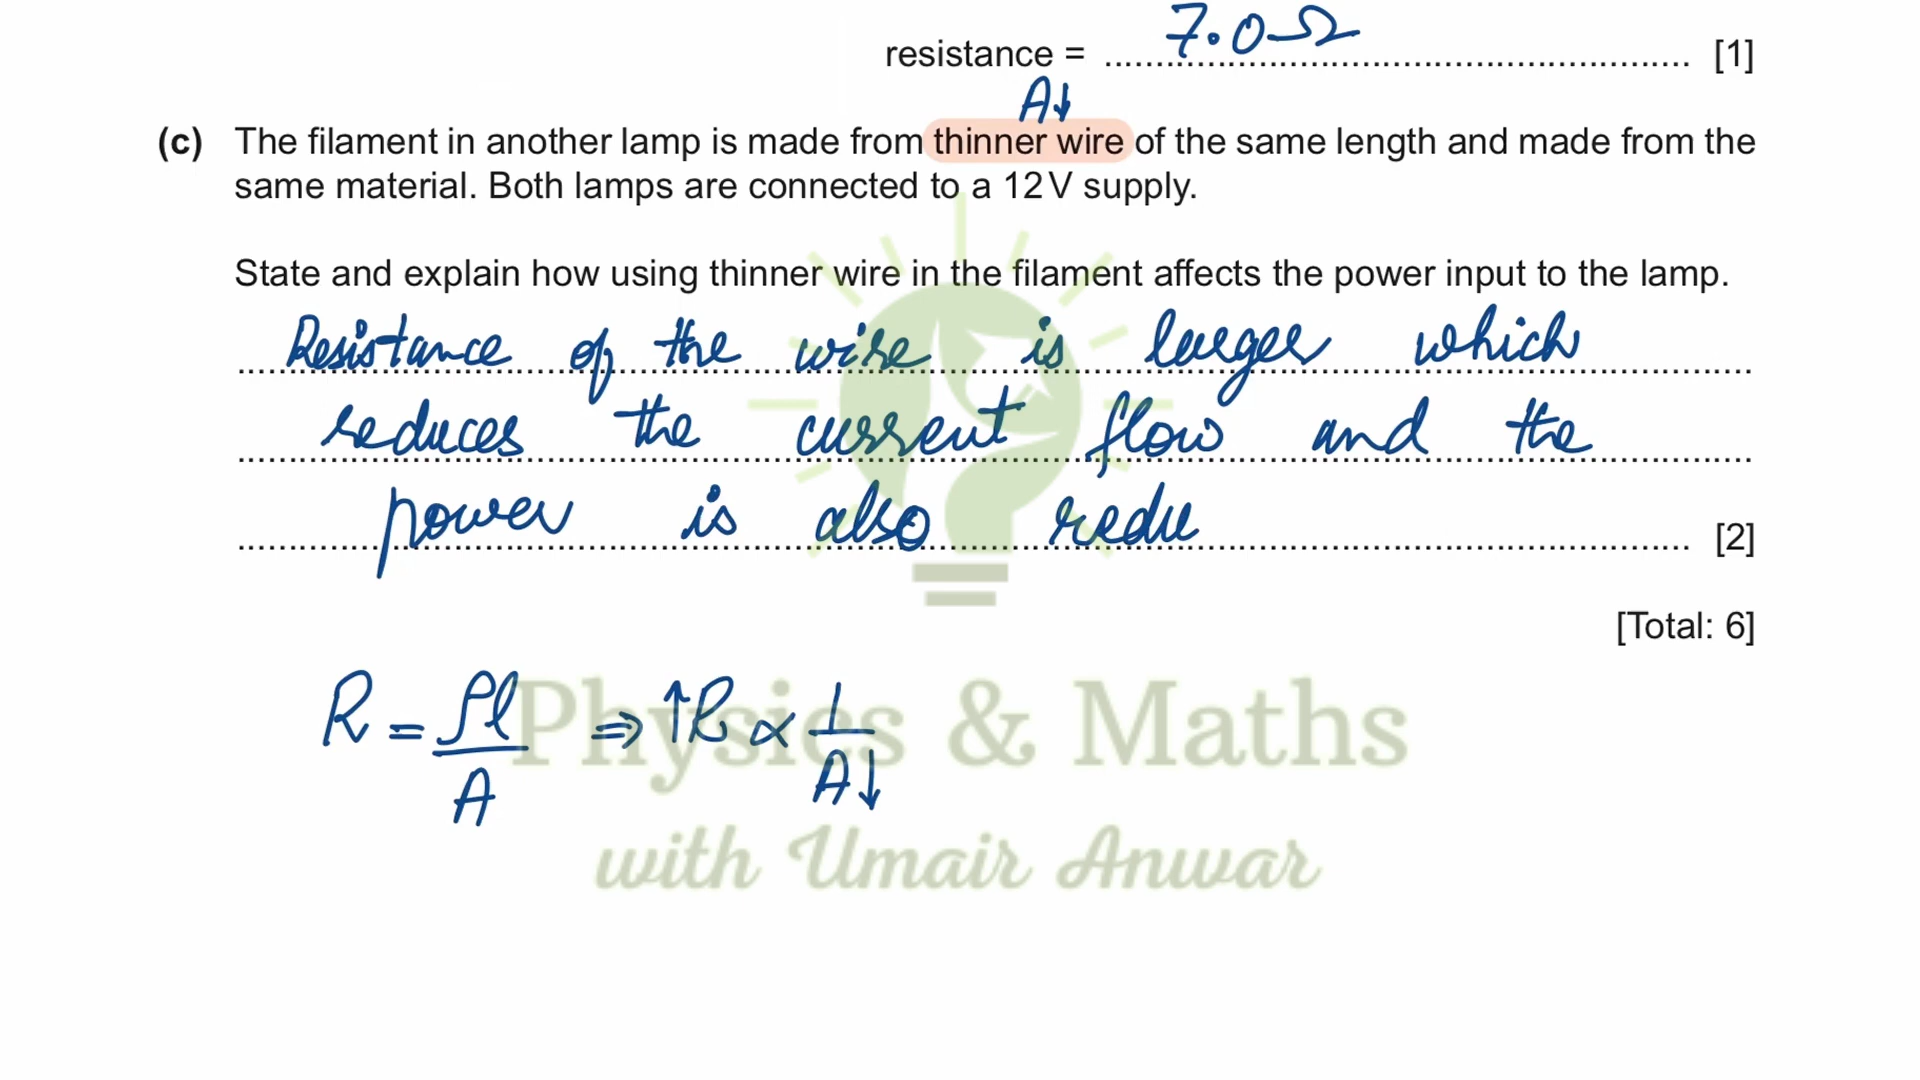 resistance = 7.0Ω [1]
A↓
(c) The filament in another lamp is made from thinner wire of the same length and made from the
same material. Both lamps are connected to a 12V supply.
State and explain how using thinner wire in the filament affects the power input to the lamp.
Resistance of the wire is larger which
reduces the current flow and the
power is also redu [2]
[Total: 6]
R = ρl/A ⇒ ↑R ∝ 1/A↓
Physics & Maths
with Umair Anwar